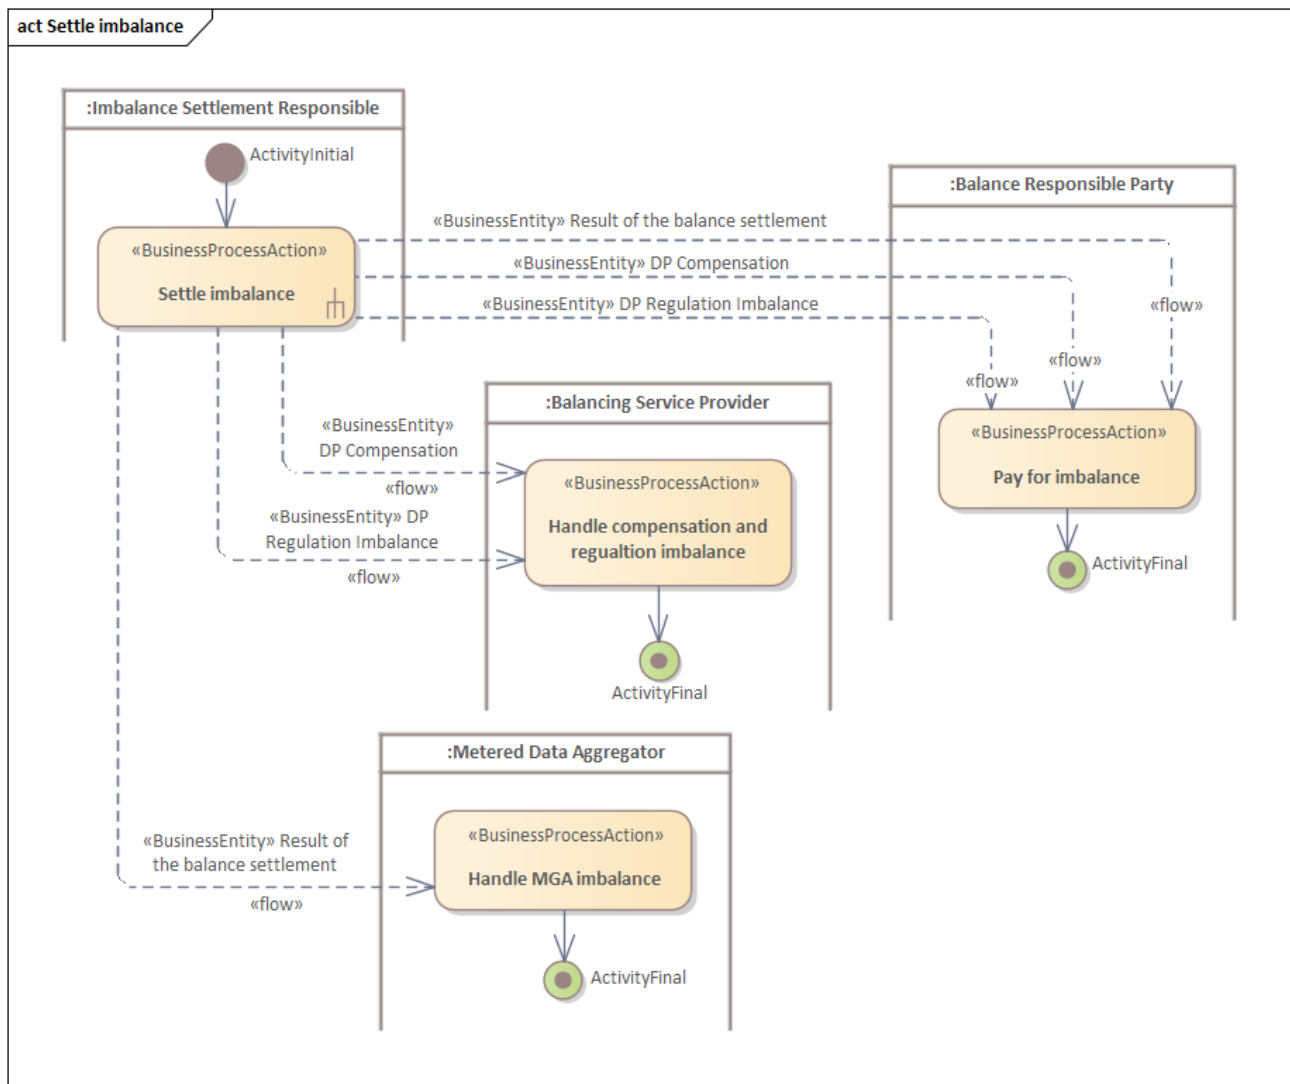 act Settle imbalance
:Imbalance Settlement Responsible
ActivityInitial
«BusinessProcessAction»
Settle imbalance
:Balance Responsible Party
«BusinessEntity» Result of the balance settlement
«BusinessEntity» DP Compensation
«BusinessEntity» DP Regulation Imbalance
«flow»
«flow»
«flow»
«BusinessProcessAction»
Pay for imbalance
ActivityFinal
:Balancing Service Provider
«BusinessEntity»
DP Compensation
«flow»
«BusinessEntity» DP
Regulation Imbalance
«flow»
«BusinessProcessAction»
Handle compensation and
regualtion imbalance
ActivityFinal
:Metered Data Aggregator
«BusinessEntity» Result of
the balance settlement
«flow»
«BusinessProcessAction»
Handle MGA imbalance
ActivityFinal